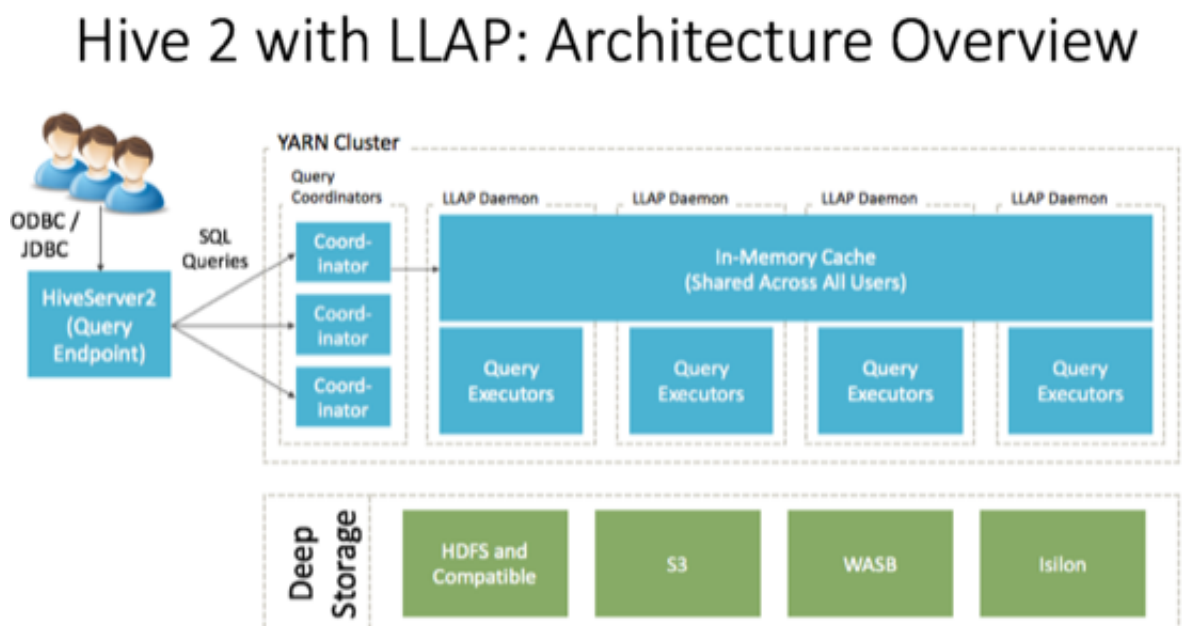 Hive 2 with LLAP: Architecture Overview
ODBC /
JDBC
HiveServer2
(Query
Endpoint)
SQL
Queries
YARN Cluster
Query
Coordinators
Coord-
inator
Coord-
inator
Coord-
inator
LLAP Daemon
LLAP Daemon
LLAP Daemon
LLAP Daemon
In-Memory Cache
(Shared Across All Users)
Query
Executors
Query
Executors
Query
Executors
Query
Executors
Deep
Storage
HDFS and
Compatible
S3
WASB
Isilon